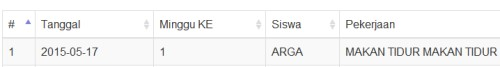 # Tanggal Minggu KE Siswa Pekerjaan
1 2015-05-17 1 ARGA MAKAN TIDUR MAKAN TIDUR